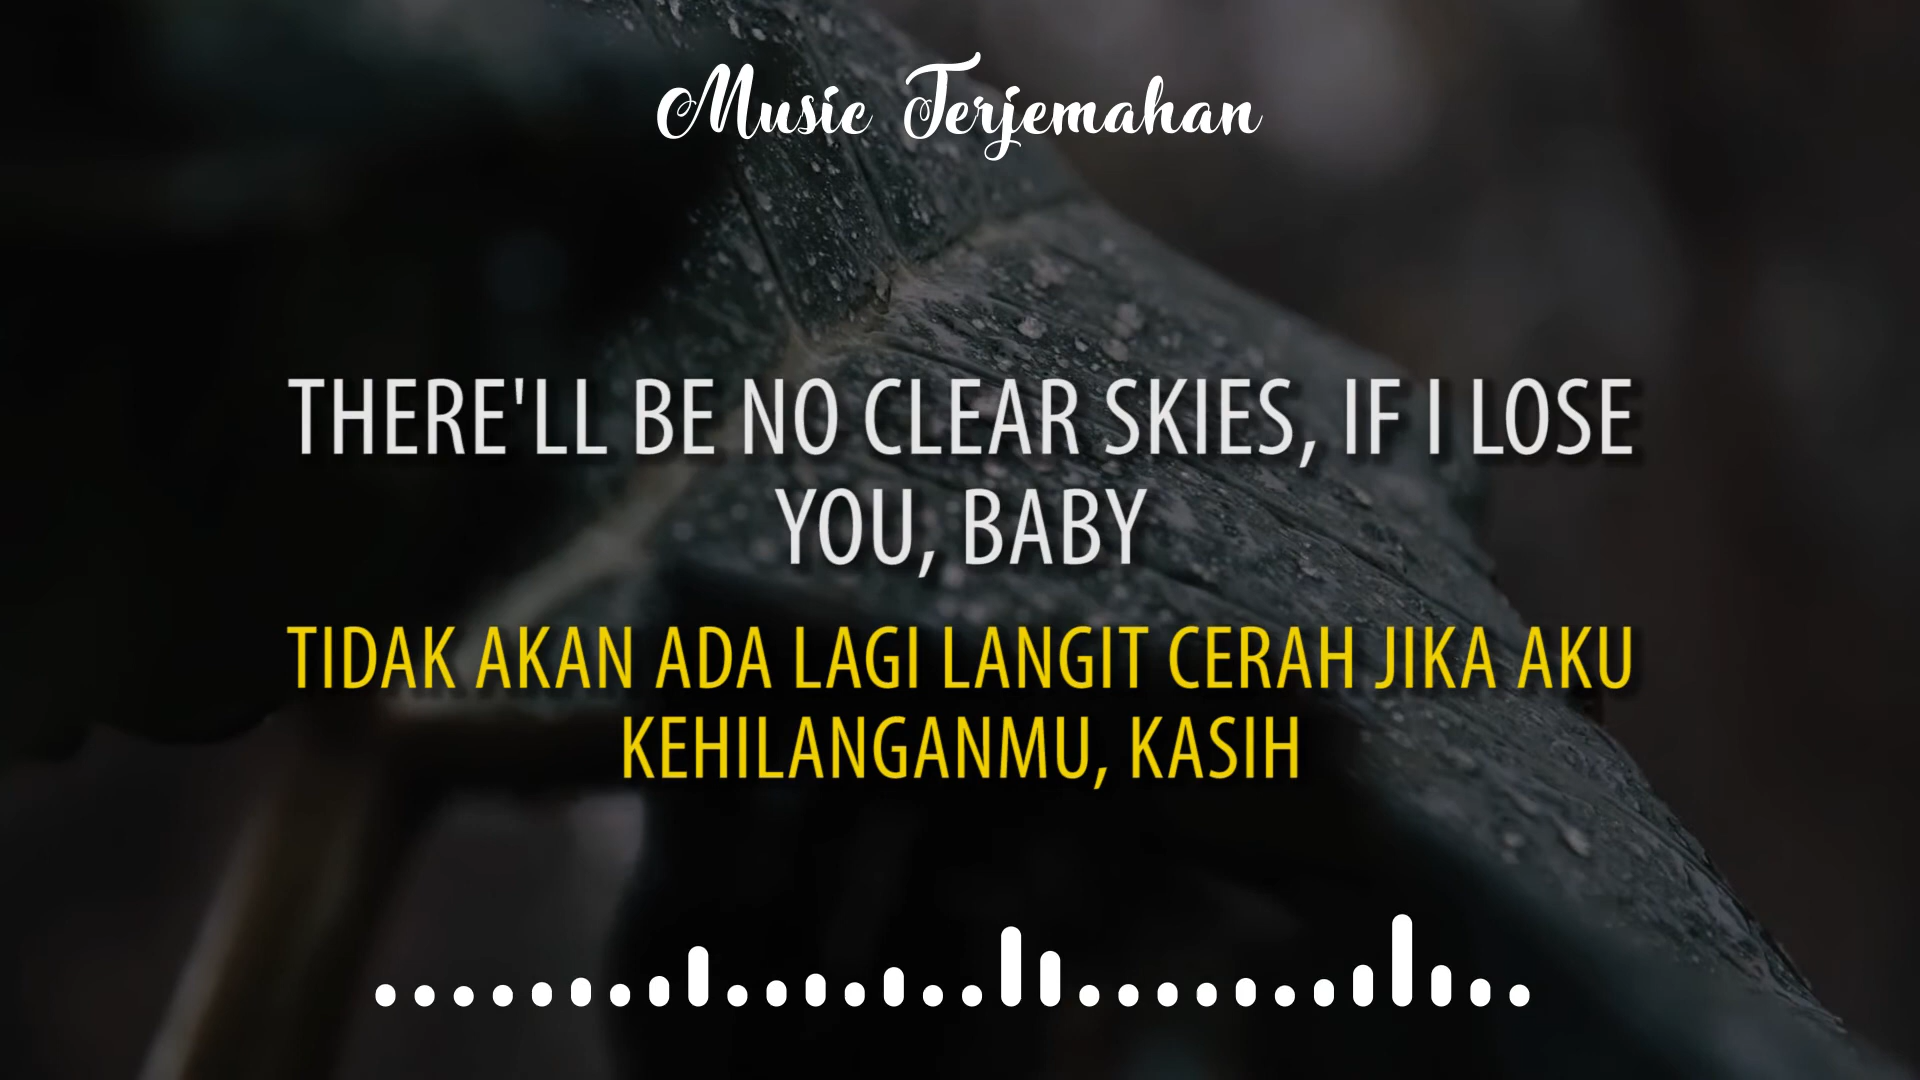 Music Terjemahan
THERE'LL BE NO CLEAR SKIES, IF I LOSE
YOU, BABY
TIDAK AKAN ADA LAGI LANGIT CERAH JIKA AKU
KEHILANGANMU, KASIH